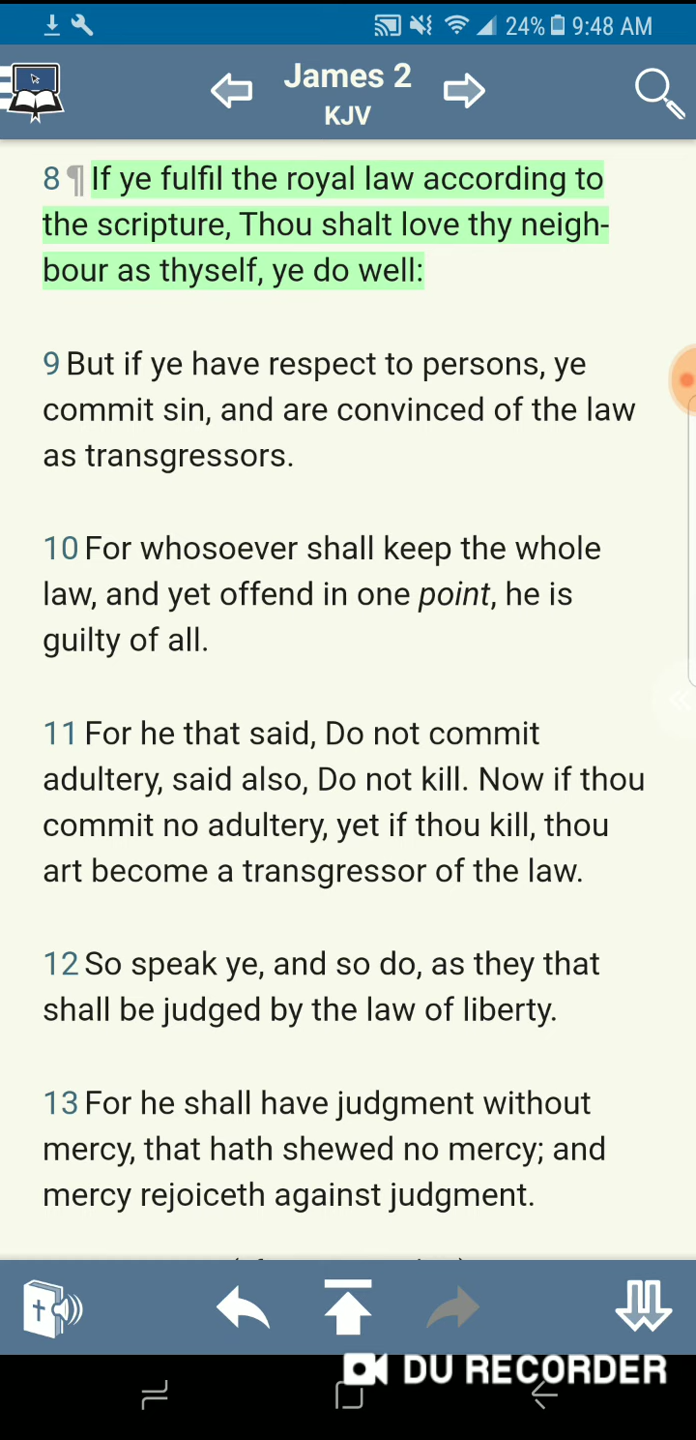 24% 9:48 AM
James 2
KJV
8 ¶ If ye fulfil the royal law according to
the scripture, Thou shalt love thy neigh-
bour as thyself, ye do well:
9 But if ye have respect to persons, ye
commit sin, and are convinced of the law
as transgressors.
10 For whosoever shall keep the whole
law, and yet offend in one point, he is
guilty of all.
11 For he that said, Do not commit
adultery, said also, Do not kill. Now if thou
commit no adultery, yet if thou kill, thou
art become a transgressor of the law.
12 So speak ye, and so do, as they that
shall be judged by the law of liberty.
13 For he shall have judgment without
mercy, that hath shewed no mercy; and
mercy rejoiceth against judgment.
DU RECORDER